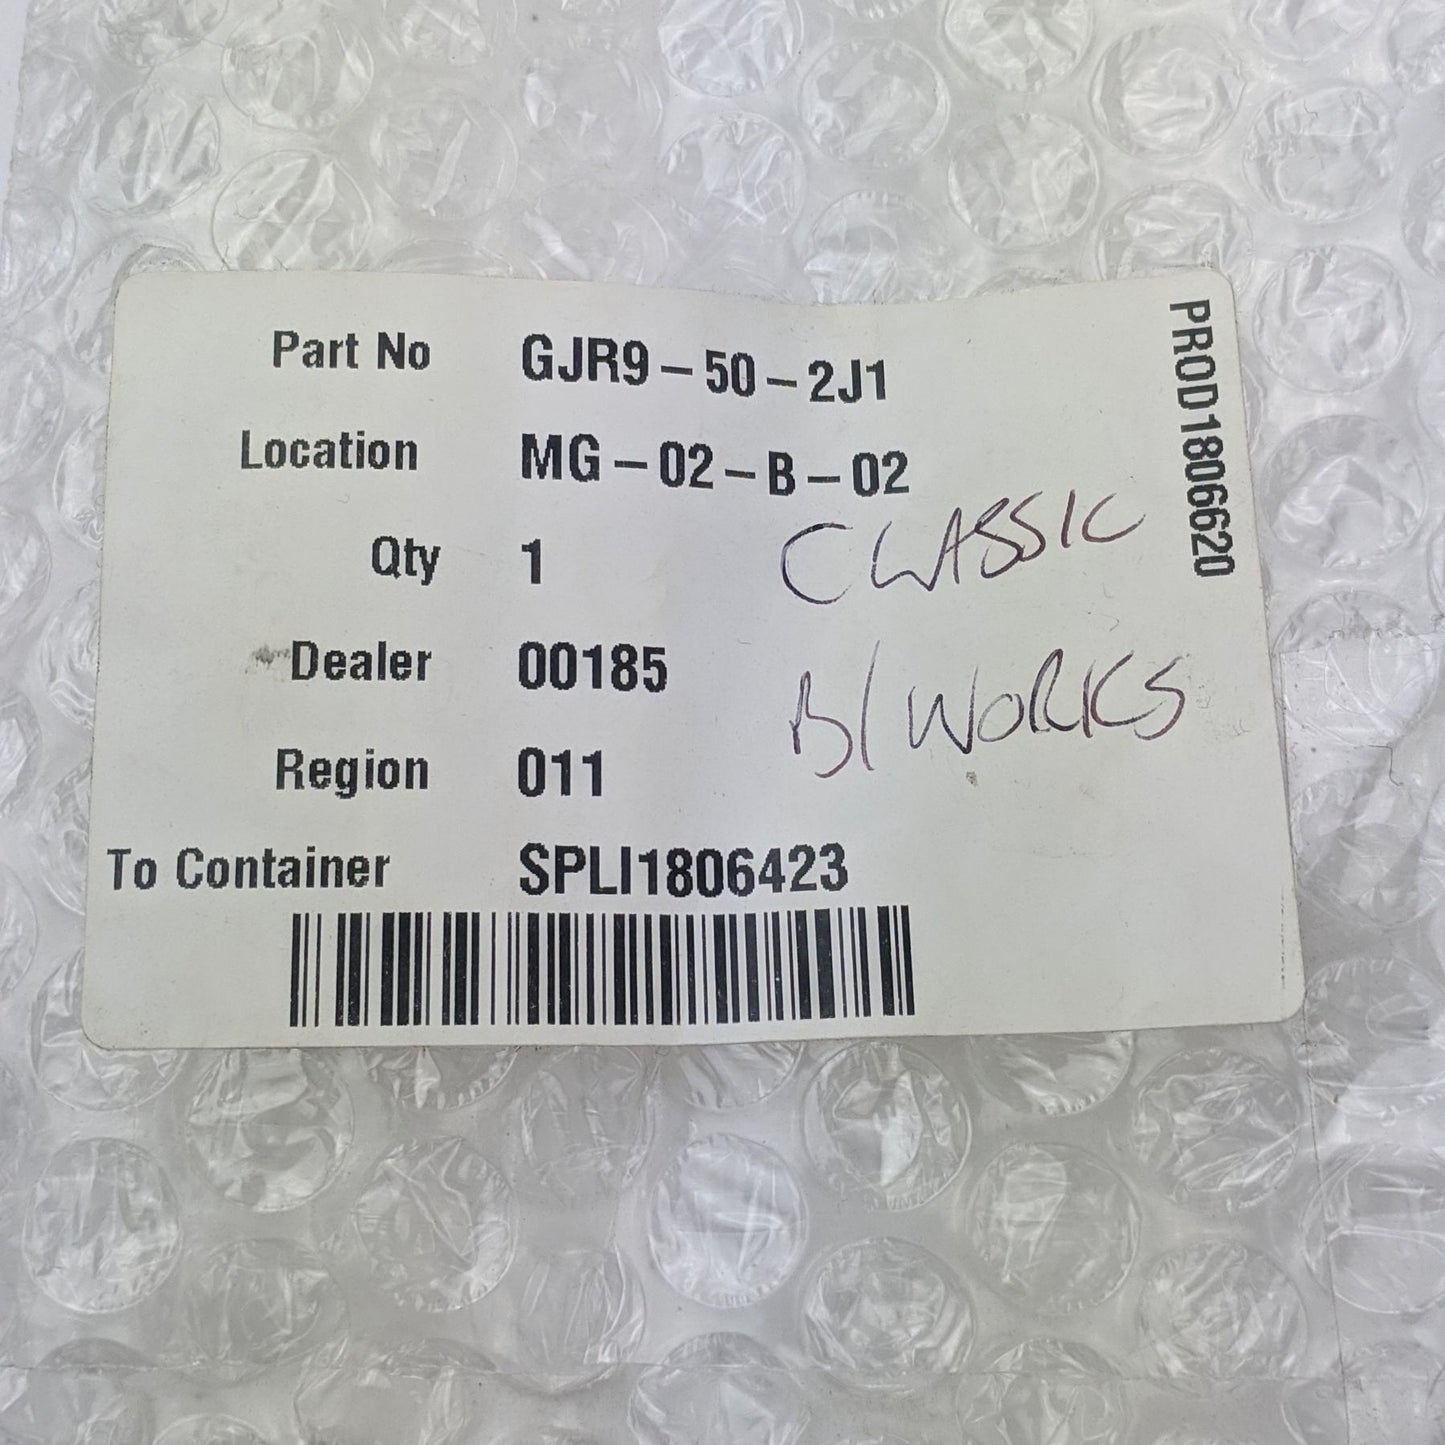 Part No GJR9-50-2J1
Location MG-02-B-02
Qty 1
CLASSIC
Dealer 00185
B/WORKS
Region 011
To Container SPLI1806423
PROD1806620